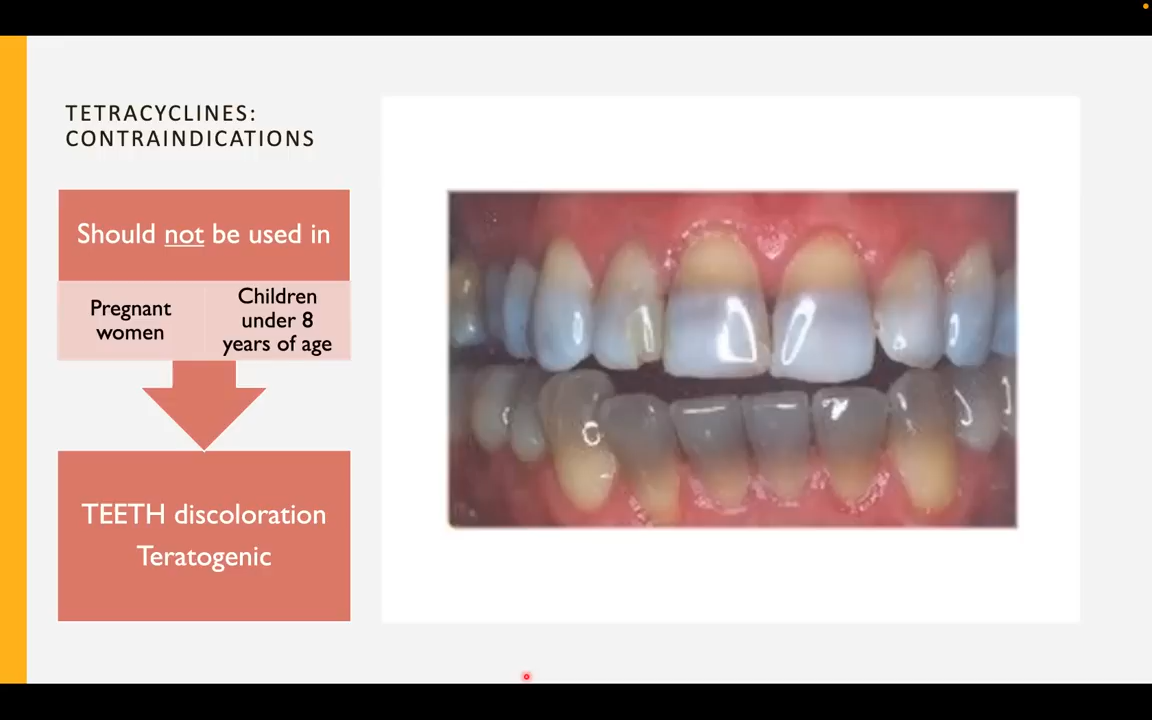 TETRACYCLINES:
CONTRAINDICATIONS
Should not be used in
Pregnant
women
Children
under 8
years of age
TEETH discoloration
Teratogenic